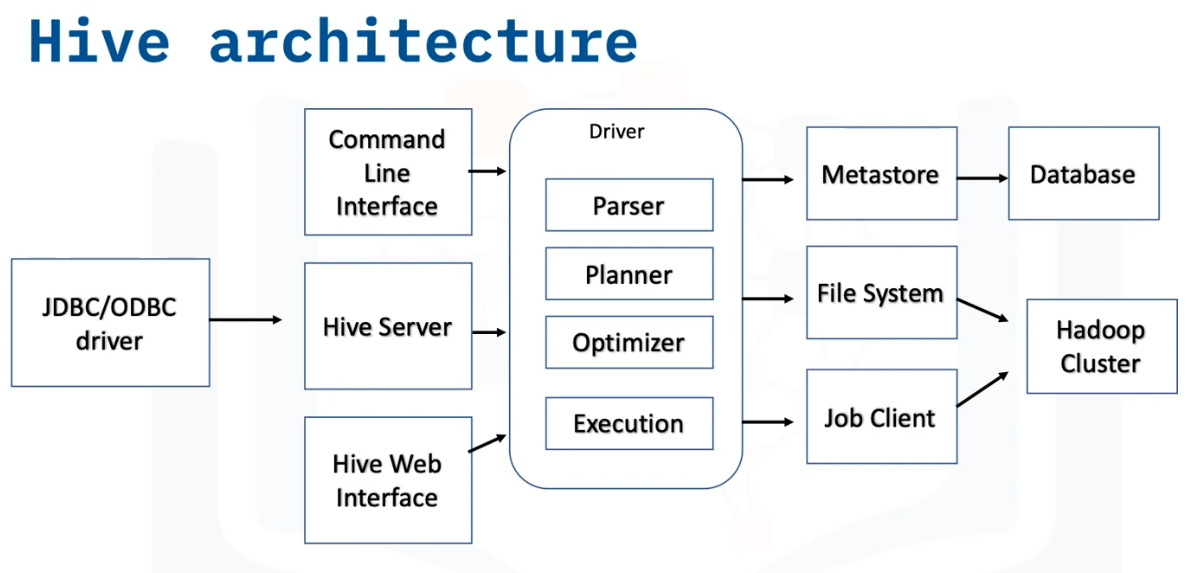 Hive architecture
JDBC/ODBC
driver
Command
Line
Interface
Hive Server
Hive Web
Interface
Driver
Parser
Planner
Optimizer
Execution
Metastore
File System
Job Client
Database
Hadoop
Cluster